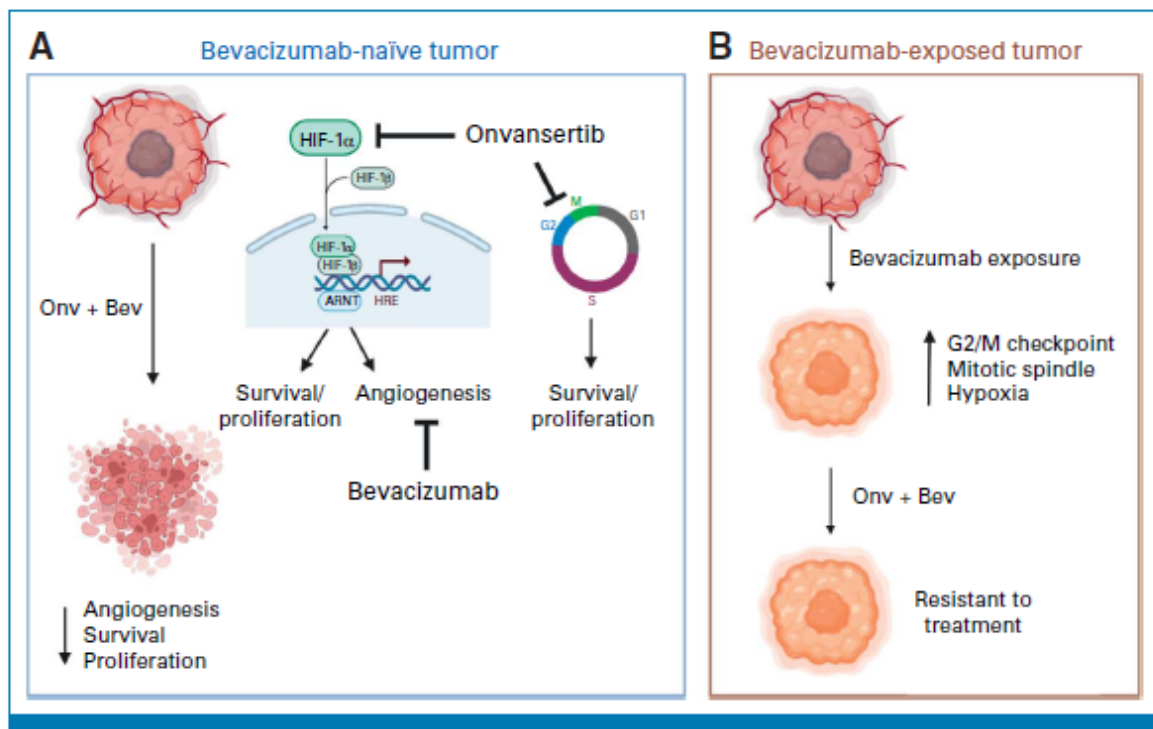 A
Bevacizumab-naïve tumor
HIF-1α
Onvansertib
HIF-1β
M
G2
G1
S
HIF-1α
HIF-1β
ARNT HRE
Onv + Bev
Survival/
proliferation
Angiogenesis
Survival/
proliferation
Bevacizumab
Angiogenesis
Survival
Proliferation
B
Bevacizumab-exposed tumor
Bevacizumab exposure
G2/M checkpoint
Mitotic spindle
Hypoxia
Onv + Bev
Resistant to
treatment